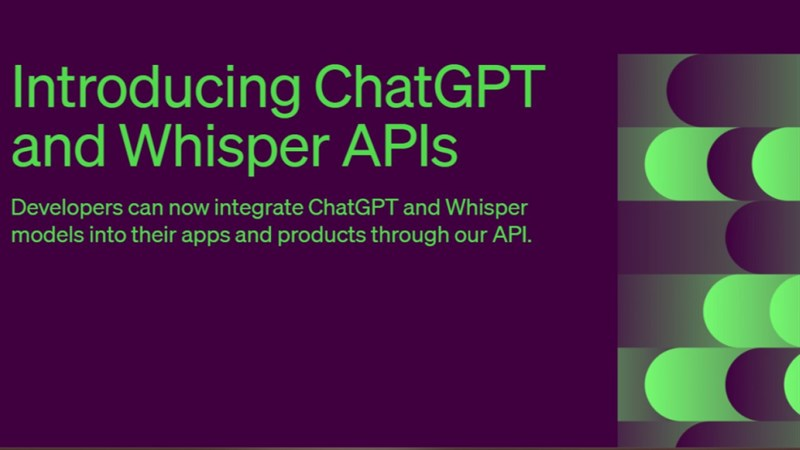 Introducing ChatGPT
and Whisper APIs
Developers can now integrate ChatGPT and Whisper
models into their apps and products through our API.